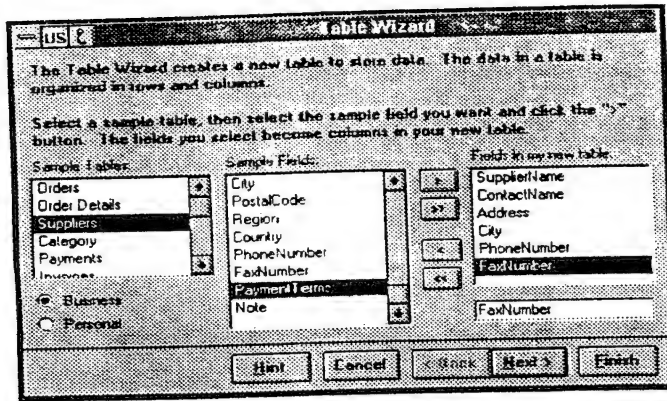 US
Table Wizard
The Table Wizard creates a new table to store data. The data in a table is
organized in rows and columns.
Select a sample table, then select the sample field you want and click the ">"
button. The fields you select become columns in your new table.
Sample Tables:
Orders
Order Details
Suppliers
Category
Payments
Invoices
Business
Personal
Sample Fields:
City
PostalCode
Region
Country
PhoneNumber
FaxNumber
PaymentTerms
Note
>
>>
<
<<
Fields in my new table:
SupplierName
ContactName
Address
City
PhoneNumber
FaxNumber
FaxNumber
Hint
Cancel
< Back
Next >
Finish